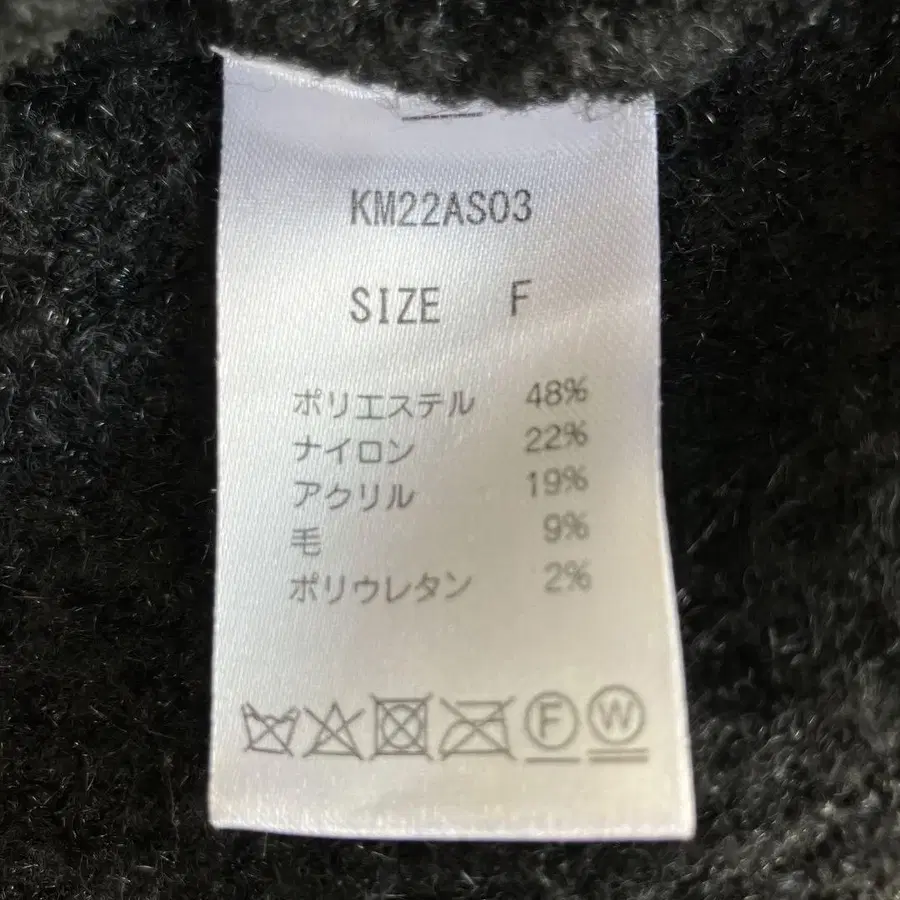 KM22AS03
SIZE F
ポリエステル 48%
ナイロン 22%
アクリル 19%
毛 9%
ポリウレタン 2%
F W